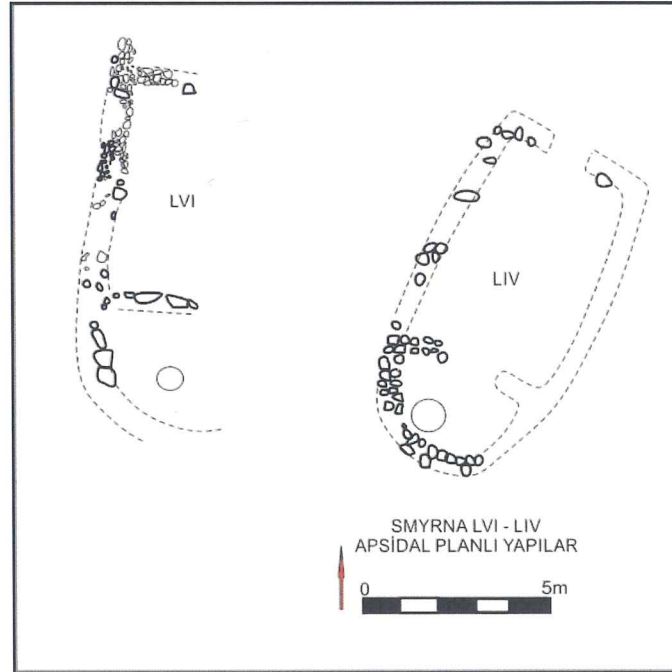 LVI
LIV
SMYRNA LVI - LIV
APSİDAL PLANLI YAPILAR
0 5m